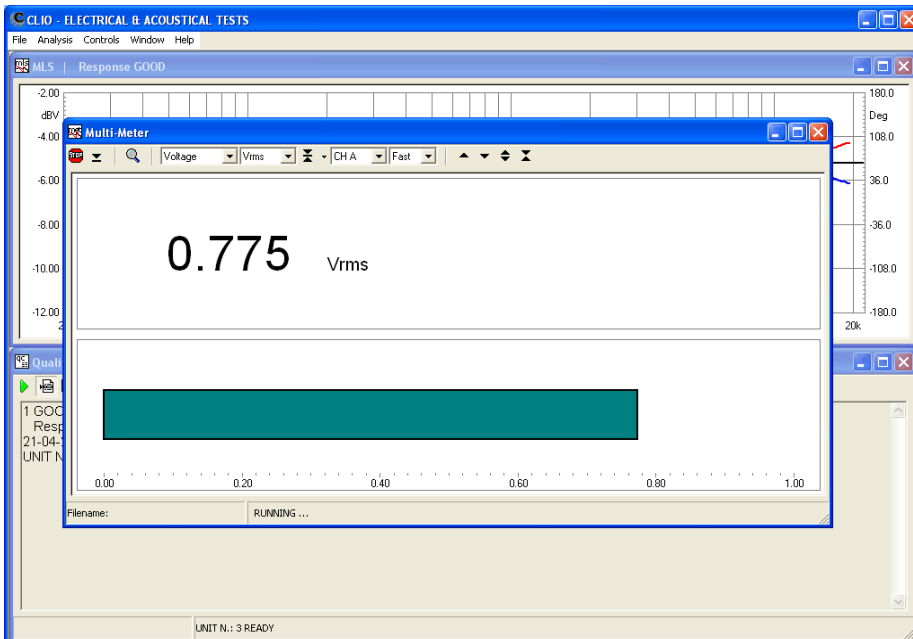 CLIO - ELECTRICAL & ACOUSTICAL TESTS
File Analysis Controls Window Help
MLS | Response GOOD
-2.00
dBV
-4.00
-6.00
-8.00
-10.00
-12.00
2
180.0
Deg
108.0
36.0
-36.0
-108.0
-180.0
20k
Multi-Meter
STOP Voltage Vrms CH A Fast
0.775 Vrms
0.00 0.20 0.40 0.60 0.80 1.00
Filename: RUNNING ...
Quali
1 GOO
Resp
21-04-
UNIT N
UNIT N.: 3 READY